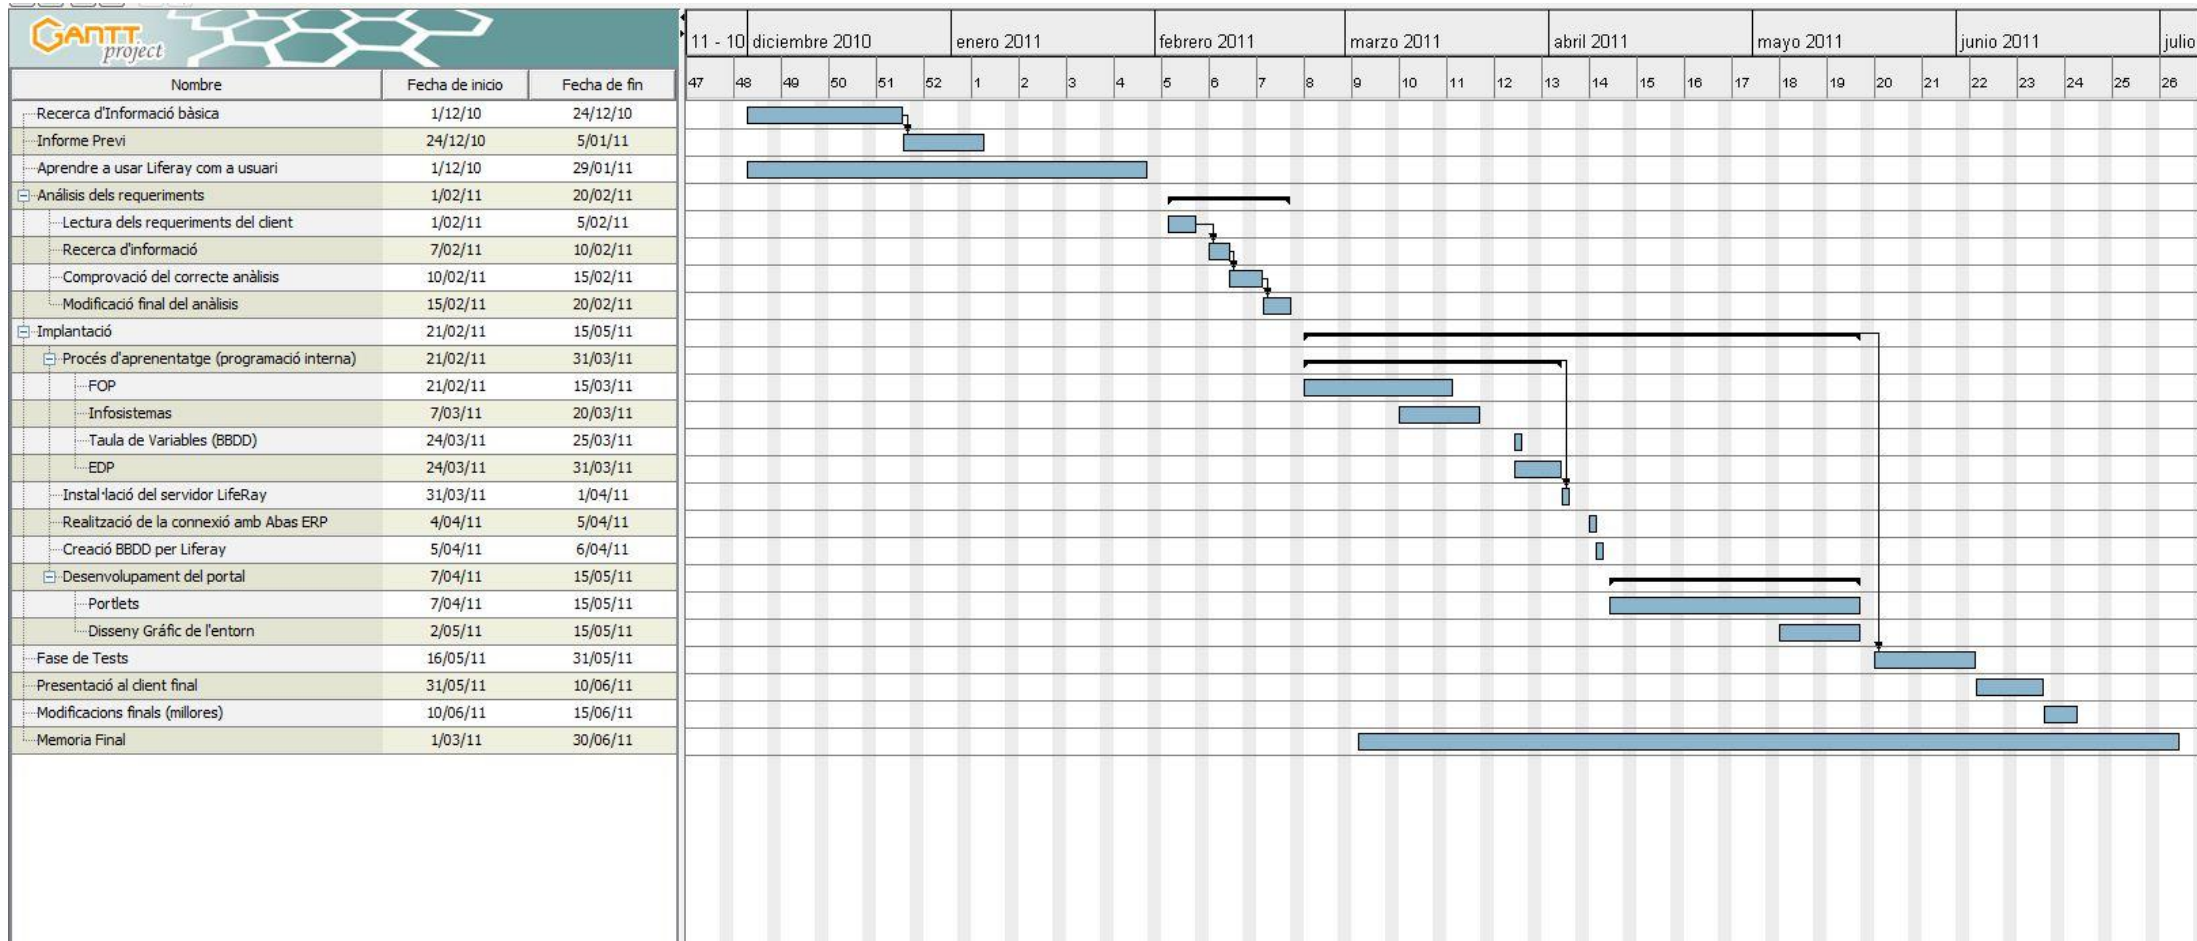 GANTT
project
11 - 10 diciembre 2010 enero 2011 febrero 2011 marzo 2011 abril 2011 mayo 2011 junio 2011 julio
Nombre Fecha de inicio Fecha de fin 47 48 49 50 51 52 1 2 3 4 5 6 7 8 9 10 11 12 13 14 15 16 17 18 19 20 21 22 23 24 25 26
Recerca d'Informació bàsica 1/12/10 24/12/10
Informe Previ 24/12/10 5/01/11
Aprendre a usar Liferay com a usuari 1/12/10 29/01/11
Análisis dels requeriments 1/02/11 20/02/11
Lectura dels requeriments del client 1/02/11 5/02/11
Recerca d'informació 7/02/11 10/02/11
Comprovació del correcte anàlisis 10/02/11 15/02/11
Modificació final del anàlisis 15/02/11 20/02/11
Implantació 21/02/11 15/05/11
Procés d'aprenentatge (programació interna) 21/02/11 31/03/11
FOP 21/02/11 15/03/11
Infosistemas 7/03/11 20/03/11
Taula de Variables (BBDD) 24/03/11 25/03/11
EDP 24/03/11 31/03/11
Instal·lació del servidor LifeRay 31/03/11 1/04/11
Realització de la connexió amb Abas ERP 4/04/11 5/04/11
Creació BBDD per Liferay 5/04/11 6/04/11
Desenvolupament del portal 7/04/11 15/05/11
Portlets 7/04/11 15/05/11
Disseny Gráfic de l'entorn 2/05/11 15/05/11
Fase de Tests 16/05/11 31/05/11
Presentació al client final 31/05/11 10/06/11
Modificacions finals (millores) 10/06/11 15/06/11
Memoria Final 1/03/11 30/06/11